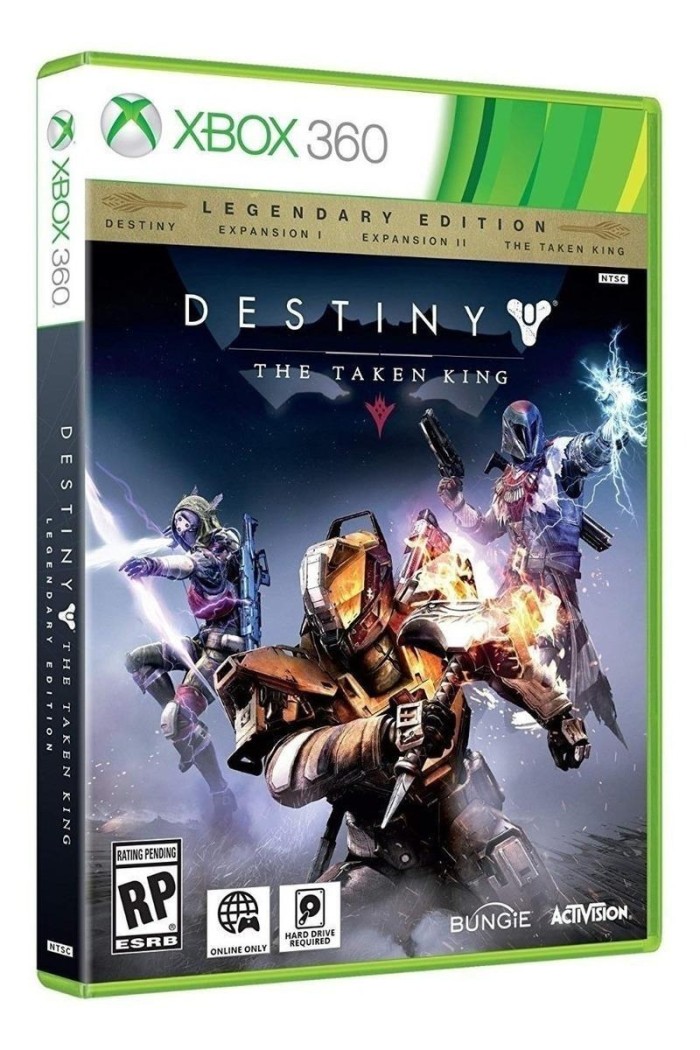 XBOX 360
LEGENDARY EDITION
DESTINY EXPANSION I EXPANSION II THE TAKEN KING
NTSC
DESTINY
THE TAKEN KING
RATING PENDING
RP
ESRB
ONLINE ONLY
HARD DRIVE
REQUIRED
BUNGiE
ACTIVISION
XBOX 360
DESTINY THE TAKEN KING
LEGENDARY EDITION
NTSC